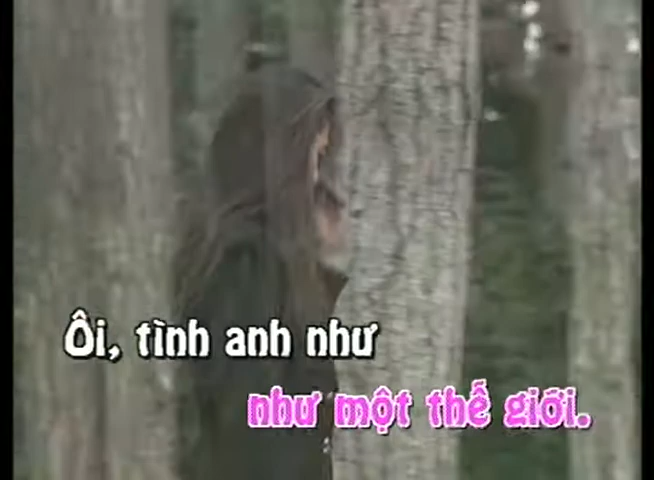 Ôi, tình anh như
như một thế giới.